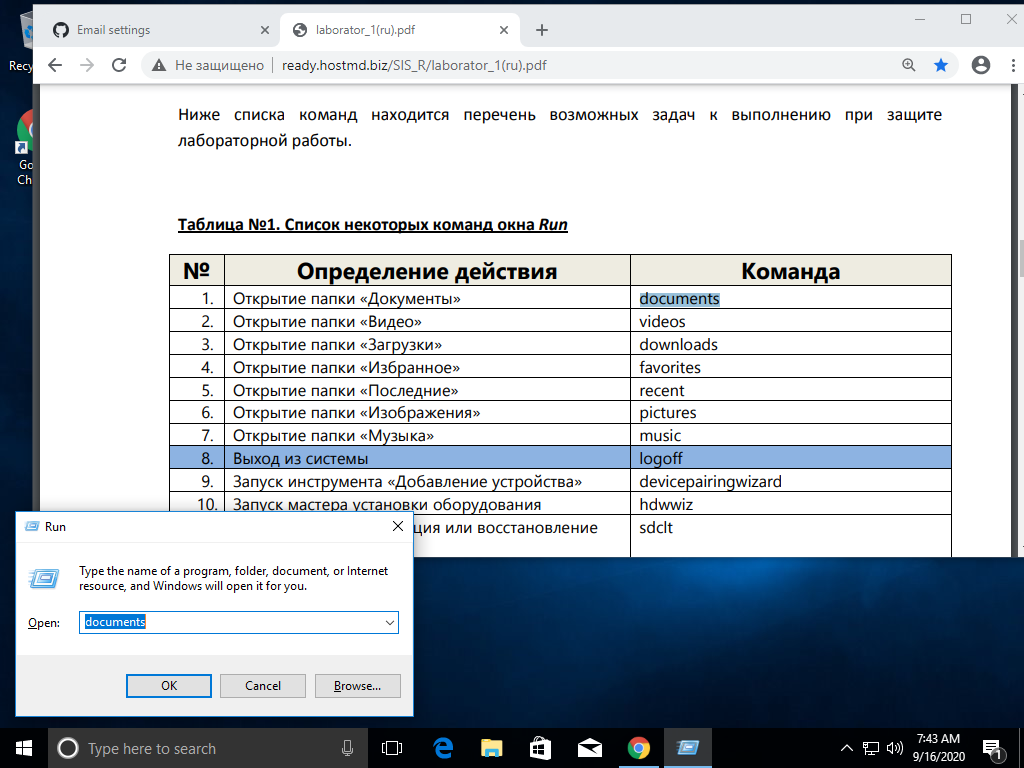 Email settings
laborator_1(ru).pdf
Не защищено
ready.hostmd.biz/SIS_R/laborator_1(ru).pdf
Recy
Go
Ch
Ниже списка команд находится перечень возможных задач к выполнению при защите
лабораторной работы.
Таблица №1. Список некоторых команд окна Run
№ Определение действия Команда
1. Открытие папки «Документы» documents
2. Открытие папки «Видео» videos
3. Открытие папки «Загрузки» downloads
4. Открытие папки «Избранное» favorites
5. Открытие папки «Последние» recent
6. Открытие папки «Изображения» pictures
7. Открытие папки «Музыка» music
8. Выход из системы logoff
9. Запуск инструмента «Добавление устройства» devicepairingwizard
10. Запуск мастера установки оборудования hdwwiz
ция или восстановление sdclt
Run
Type the name of a program, folder, document, or Internet
resource, and Windows will open it for you.
Open: documents
OK Cancel Browse...
Type here to search
7:43 AM
9/16/2020
1